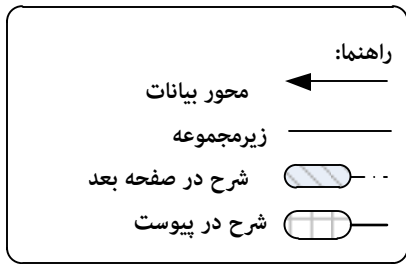 راهنما:
محور بیانات
زیرمجموعه
شرح در صفحه بعد
شرح در پیوست